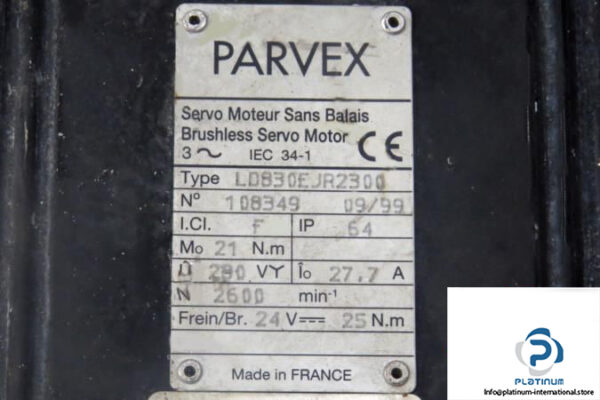 PARVEX
Servo Moteur Sans Balais
Brushless Servo Motor
3 ~ IEC 34-1 CE
Type LD830EJR2300
N° 108349 09/99
I.Cl. F IP 64
Mo 21 N.m
Û 290 VY Îo 27,7 A
N 2600 min-1
Frein/Br. 24 V 25 N.m
Made in FRANCE
PLATINUM
Info@platinum-international.store